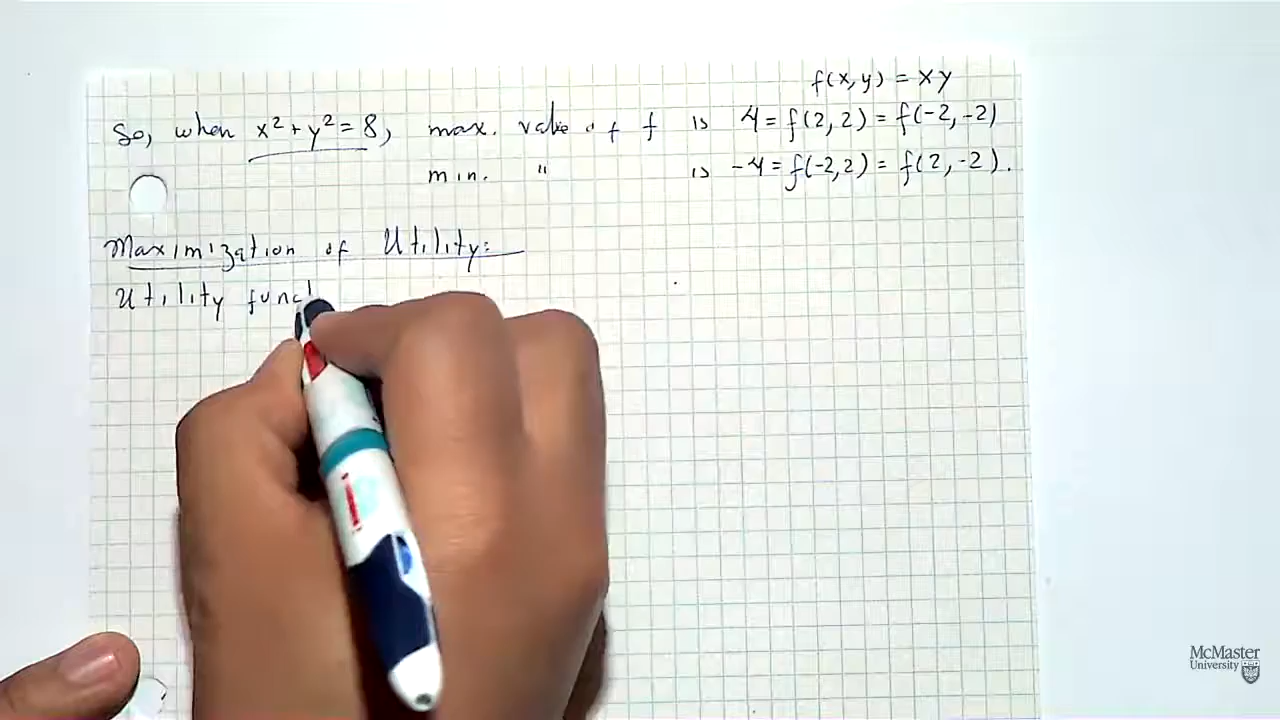 f(x,y) = xy
So, when x²+y²=8, max. value of f is 4=f(2,2)=f(-2,-2)
min. " is -4=f(-2,2)=f(2,-2).
Maximization of Utility:
Utility funct
McMaster
University